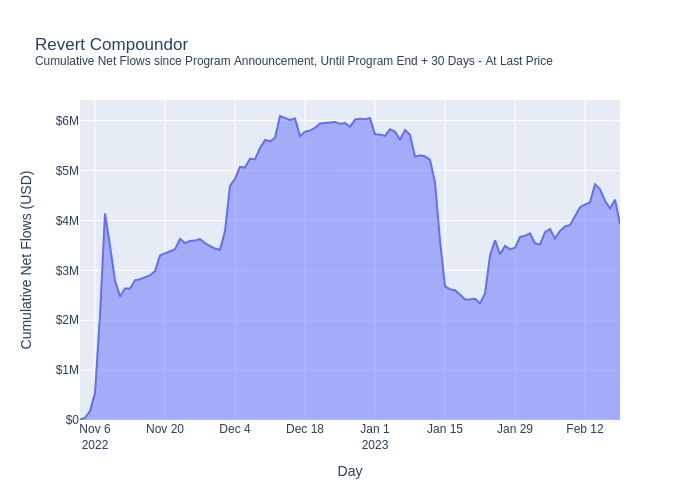 Revert Compoundor
Cumulative Net Flows since Program Announcement, Until Program End + 30 Days - At Last Price
Cumulative Net Flows (USD)
$6M
$5M
$4M
$3M
$2M
$1M
$0
Nov 6 Nov 20 Dec 4 Dec 18 Jan 1 Jan 15 Jan 29 Feb 12
2022 2023
Day